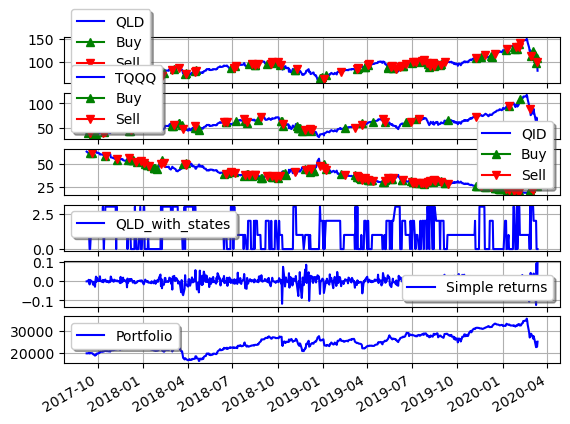 QLD
Buy
Sell
150
100
TQQQ
Buy
Sell
100
50
QID
Buy
Sell
50
25
QLD_with_states
2.5
0.0
Simple returns
0.1
0.0
−0.1
Portfolio
30000
20000
2017-10
2018-01
2018-04
2018-07
2018-10
2019-01
2019-04
2019-07
2019-10
2020-01
2020-04